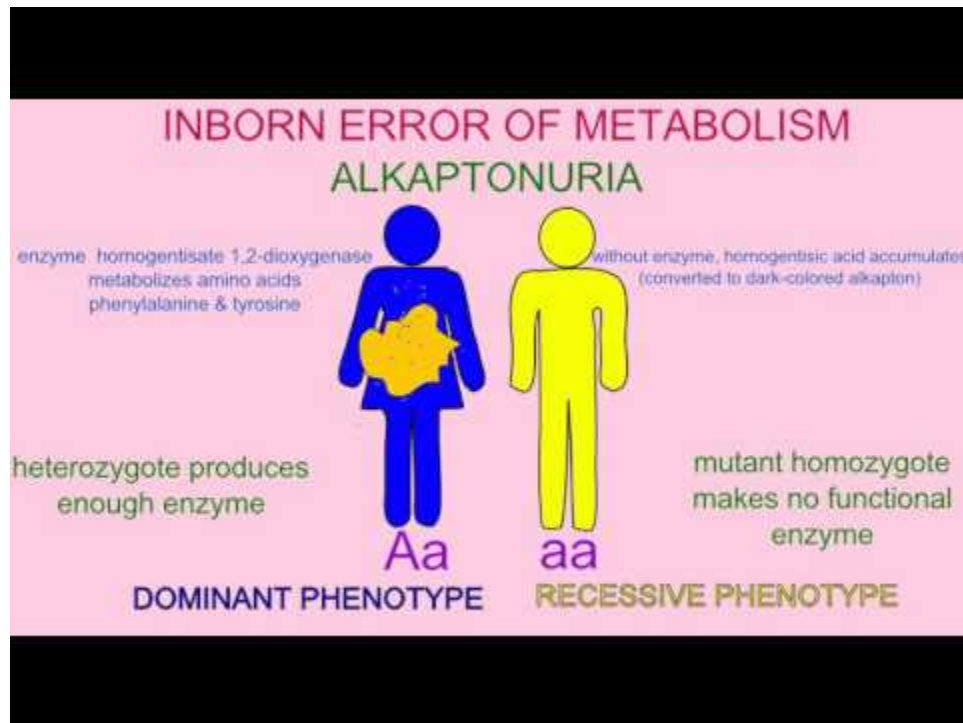 INBORN ERROR OF METABOLISM
ALKAPTONURIA
enzyme homogentisate 1,2-dioxygenase
metabolizes amino acids
phenylalanine & tyrosine
without enzyme, homogentisic acid accumulates
(converted to dark-colored alkapton)
heterozygote produces
enough enzyme
mutant homozygote
makes no functional
enzyme
Aa
aa
DOMINANT PHENOTYPE
RECESSIVE PHENOTYPE